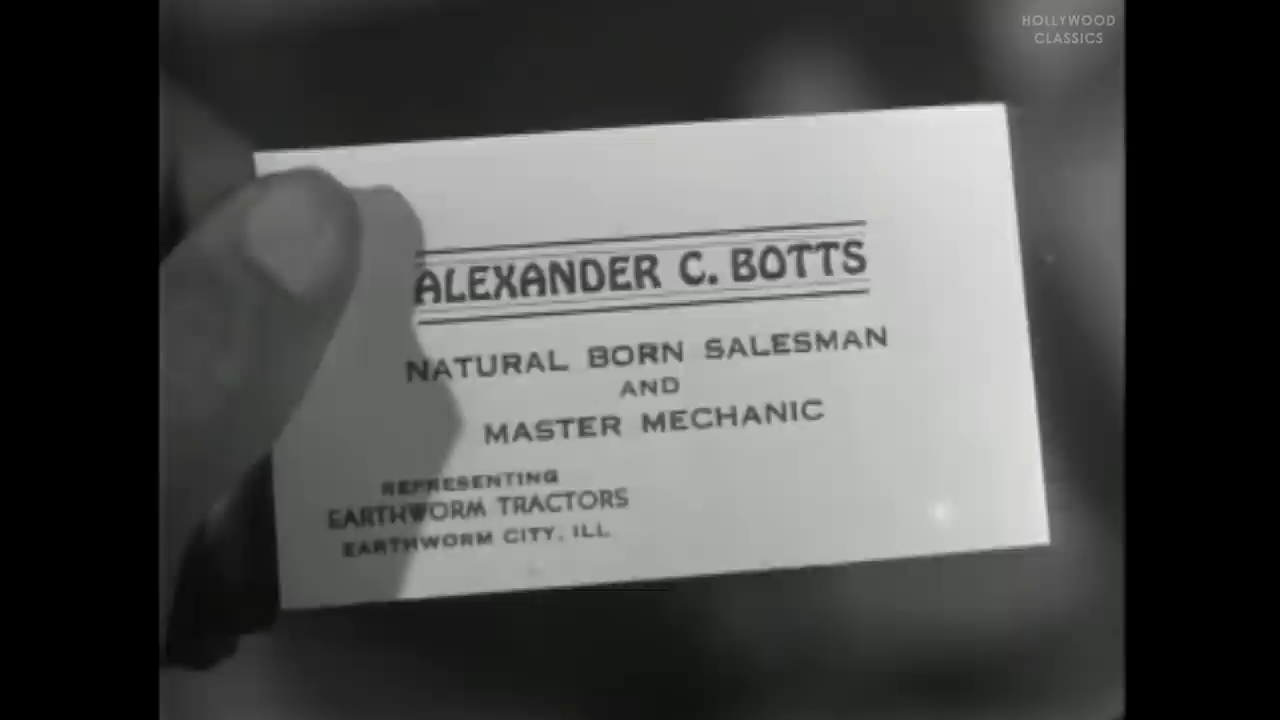 HOLLYWOOD
CLASSICS
ALEXANDER C. BOTTS
NATURAL BORN SALESMAN
AND
MASTER MECHANIC
REPRESENTING
EARTHWORM TRACTORS
EARTHWORM CITY, ILL